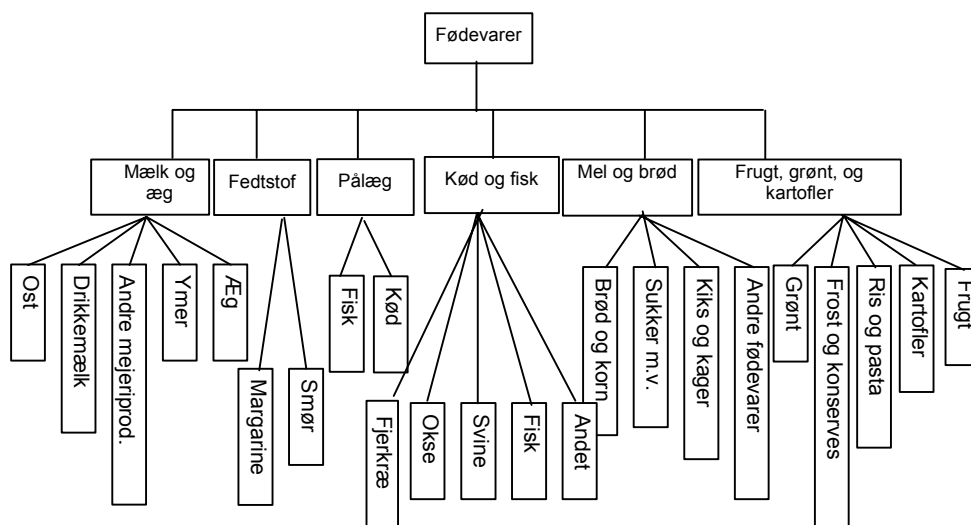 Fødevarer
Mælk og
æg
Fedtstof
Pålæg
Kød og fisk
Mel og brød
Frugt, grønt, og
kartofler
Ost
Drikkemælk
Andre mejeriprod.
Ymer
Æg
Margarine
Smør
Fisk
Kød
Fjerkræ
Okse
Svine
Fisk
Andet
Brød og korn
Sukker m.v.
Kiks og kager
Andre fødevarer
Grønt
Frost og konserves
Ris og pasta
Kartofler
Frugt